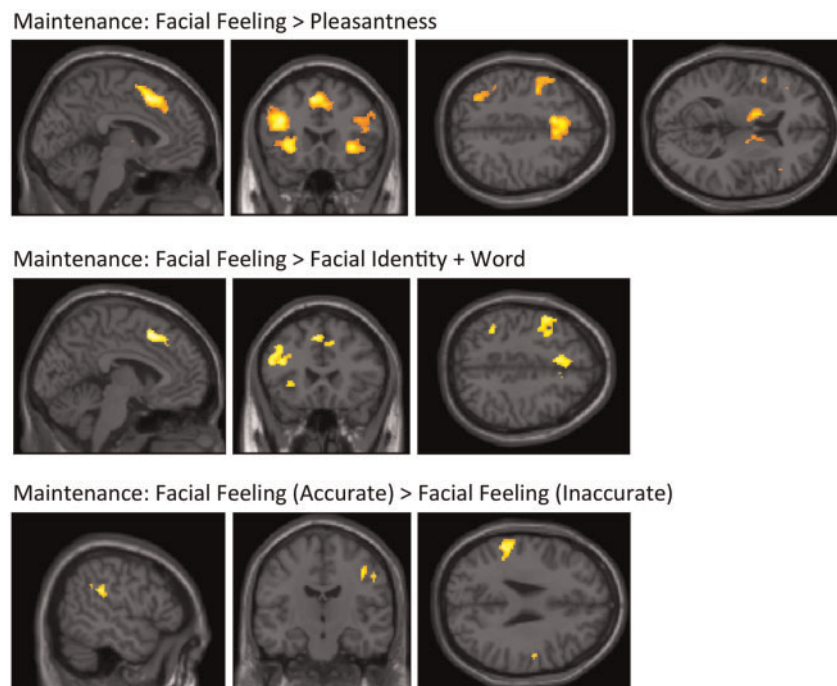 Maintenance: Facial Feeling > Pleasantness
Maintenance: Facial Feeling > Facial Identity + Word
Maintenance: Facial Feeling (Accurate) > Facial Feeling (Inaccurate)